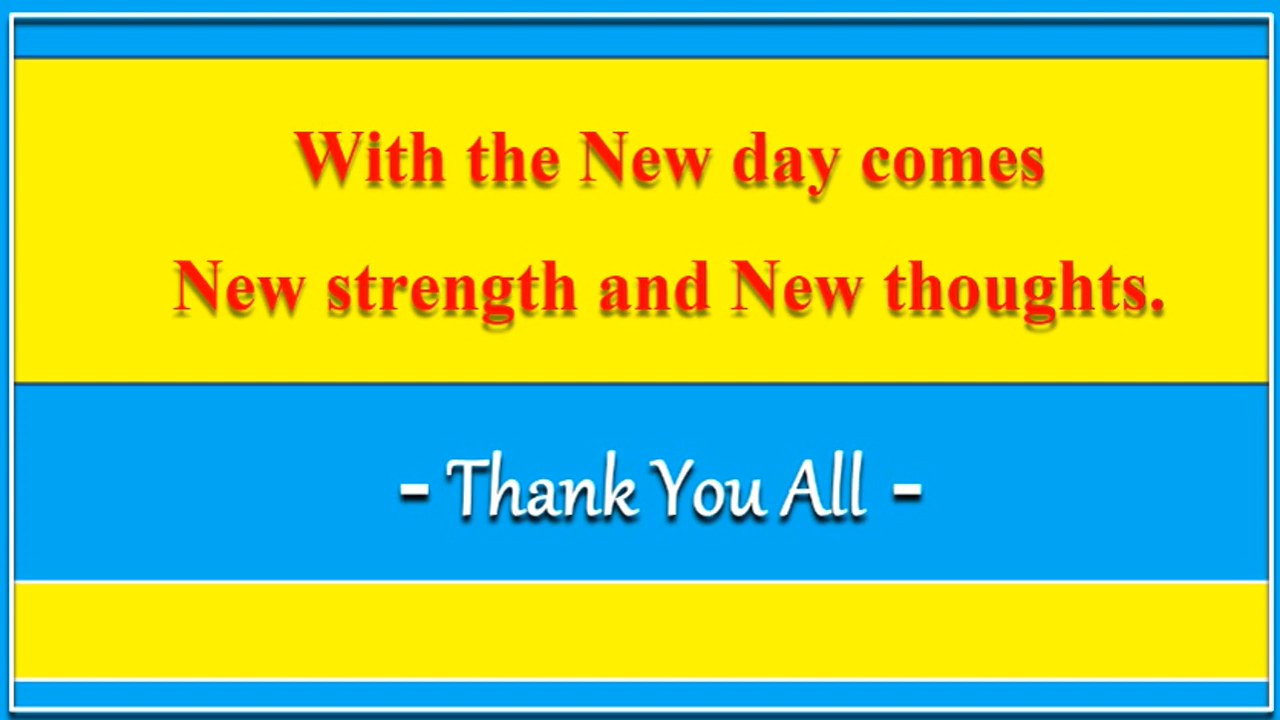 With the New day comes
New strength and New thoughts.
- Thank You All -